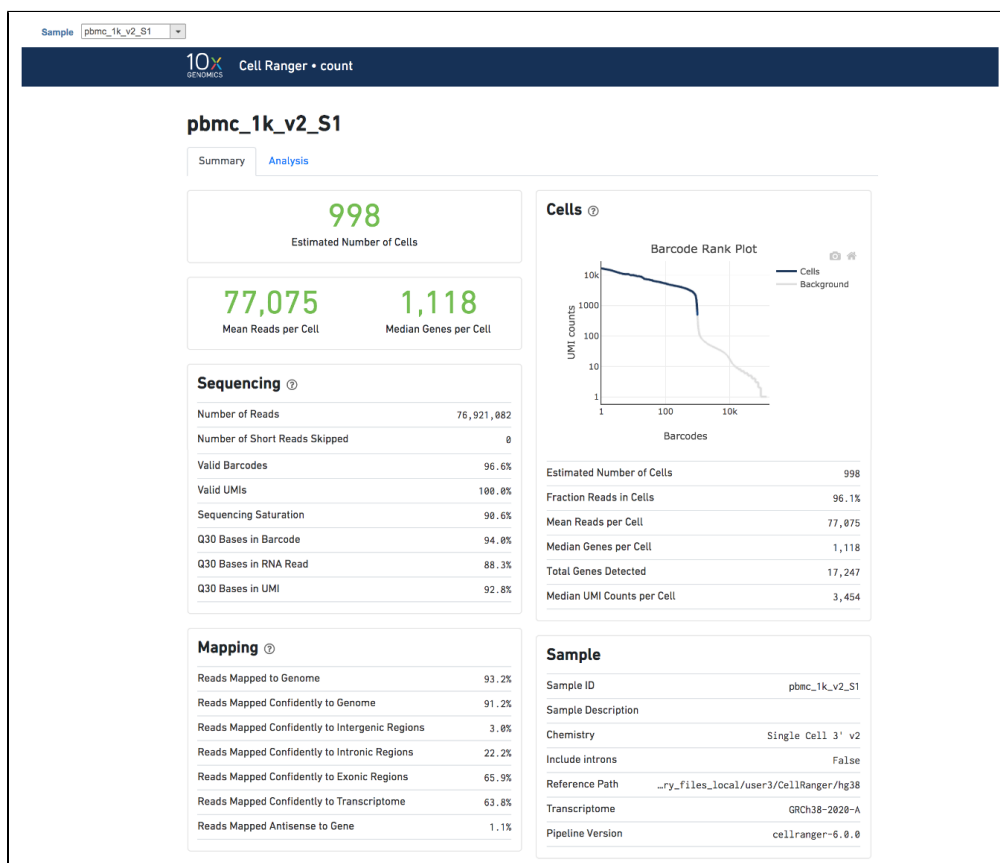 Sample pbmc_1k_v2_S1
10x GENOMICS Cell Ranger • count
pbmc_1k_v2_S1
Summary Analysis
998
Estimated Number of Cells
77,075 1,118
Mean Reads per Cell Median Genes per Cell
Sequencing ?
Number of Reads 76,921,082
Number of Short Reads Skipped 0
Valid Barcodes 96.6%
Valid UMIs 100.0%
Sequencing Saturation 90.6%
Q30 Bases in Barcode 94.0%
Q30 Bases in RNA Read 88.3%
Q30 Bases in UMI 92.8%
Mapping ?
Reads Mapped to Genome 93.2%
Reads Mapped Confidently to Genome 91.2%
Reads Mapped Confidently to Intergenic Regions 3.0%
Reads Mapped Confidently to Intronic Regions 22.2%
Reads Mapped Confidently to Exonic Regions 65.9%
Reads Mapped Confidently to Transcriptome 63.8%
Reads Mapped Antisense to Gene 1.1%
Cells ?
Barcode Rank Plot
Cells
Background
UMI counts
10k
1000
100
10
1
1 100 10k
Barcodes
Estimated Number of Cells 998
Fraction Reads in Cells 96.1%
Mean Reads per Cell 77,075
Median Genes per Cell 1,118
Total Genes Detected 17,247
Median UMI Counts per Cell 3,454
Sample
Sample ID pbmc_1k_v2_S1
Sample Description
Chemistry Single Cell 3' v2
Include introns False
Reference Path …ry_files_local/user3/CellRanger/hg38
Transcriptome GRCh38-2020-A
Pipeline Version cellranger-6.0.0